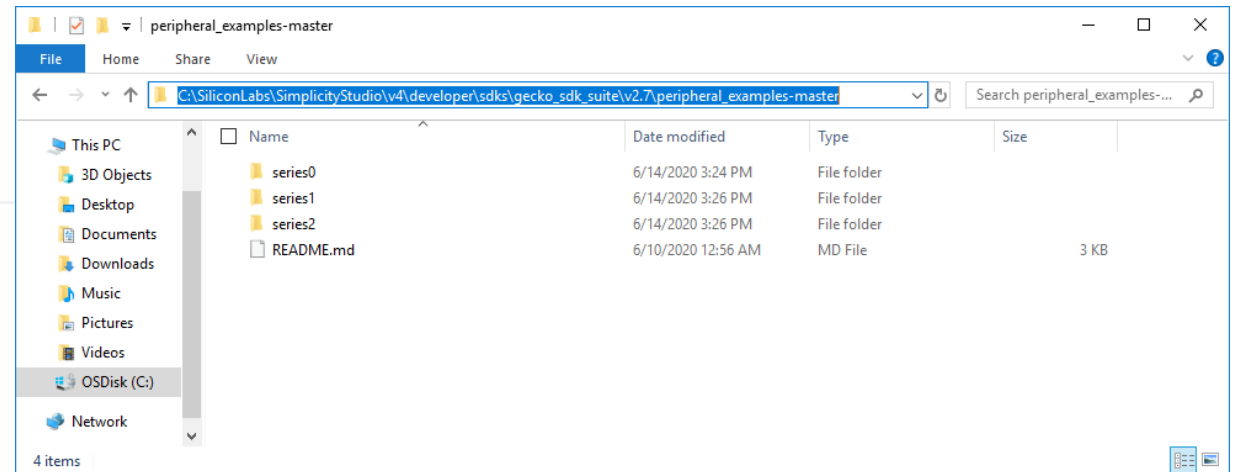 peripheral_examples-master
File Home Share View
C:\SiliconLabs\SimplicityStudio\v4\developer\sdks\gecko_sdk_suite\v2.7\peripheral_examples-master Search peripheral_examples-...
This PC
3D Objects
Desktop
Documents
Downloads
Music
Pictures
Videos
OSDisk (C:)
Network
Name Date modified Type Size
series0 6/14/2020 3:24 PM File folder
series1 6/14/2020 3:26 PM File folder
series2 6/14/2020 3:26 PM File folder
README.md 6/10/2020 12:56 AM MD File 3 KB
4 items